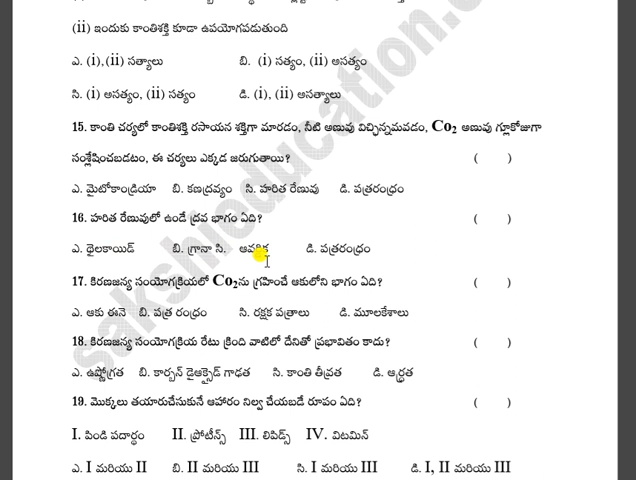 (ii) ఇందుకు కాంతిశక్తి కూడా ఉపయోగపడుతుంది
ఎ. (i),(ii) సత్యాలు బి. (i) సత్యం, (ii) అసత్యం
సి. (i) అసత్యం, (ii) సత్యం డి. (i), (ii) అసత్యాలు
15. కాంతి చర్యలో కాంతిశక్తి రసాయన శక్తిగా మారడం, నీటి అణువు విచ్ఛిన్నమవడం, Co2 అణువు గ్లూకోజుగా
సంశ్లేషించబడటం, ఈ చర్యలు ఎక్కడ జరుగుతాయి? ( )
ఎ. మైటోకాండ్రియా బి. కణద్రవ్యం సి. హరిత రేణువు డి. పత్రరంధ్రం
16. హరిత రేణువులో ఉండే ద్రవ భాగం ఏది? ( )
ఎ. థైలకాయిడ్ బి. గ్రానా సి. డి. పత్రరంధ్రం
17. కిరణజన్య సంయోగక్రియలో Co2ను గ్రహించే ఆకులోని భాగం ఏది? ( )
ఎ. ఆకు ఈనె బి. పత్ర రంధ్రం సి. రక్షక పత్రాలు డి. మూలకేశాలు
18. కిరణజన్య సంయోగక్రియ రేటు క్రింది వాటిలో దేనితో ప్రభావితం కాదు? ( )
ఎ. ఉష్ణోగ్రత బి. కార్బన్ డైఆక్సైడ్ గాఢత సి. కాంతి తీవ్రత డి. ఆర్ద్రత
19. మొక్కలు తయారుచేసుకునే ఆహారం నిల్వ చేయబడే రూపం ఏది? ( )
I. పిండి పదార్థం II. ప్రోటీన్స్ III. లిపిడ్స్ IV. విటమిన్
ఎ. I మరియు II బి. II మరియు III సి. I మరియు III డి. I, II మరియు III
sakshieducation.com